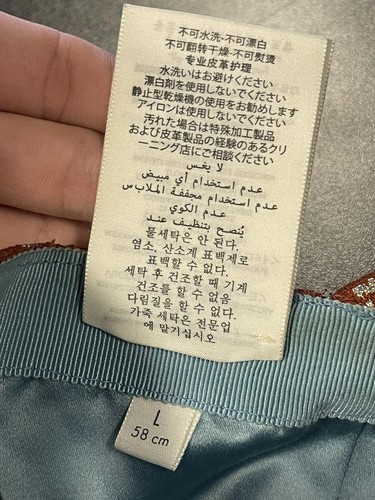 不可水洗-不可漂白
不可翻转干燥-不可熨烫
专业皮革护理
水洗いはお避けください
漂白剤を使用しないでください
静止型乾燥機の使用をお勧めします
アイロンは使用しないでください
汚れた場合は特殊加工製品
および皮革製品の経験のあるクリ
ーニング店にご相談ください
لا يغس
عدم استخدام أي مبيض
عدم استخدام مجففة الملابس
عدم الكوي
يُنصح بتنظيف عند
물세탁은 안 된다.
염소, 산소계 표백제로
표백할 수 없다.
세탁 후 건조할 때 기계
건조를 할 수 없음
다림질을 할 수 없다.
가죽 세탁은 전문업
에 맡기십시오
L
58 cm